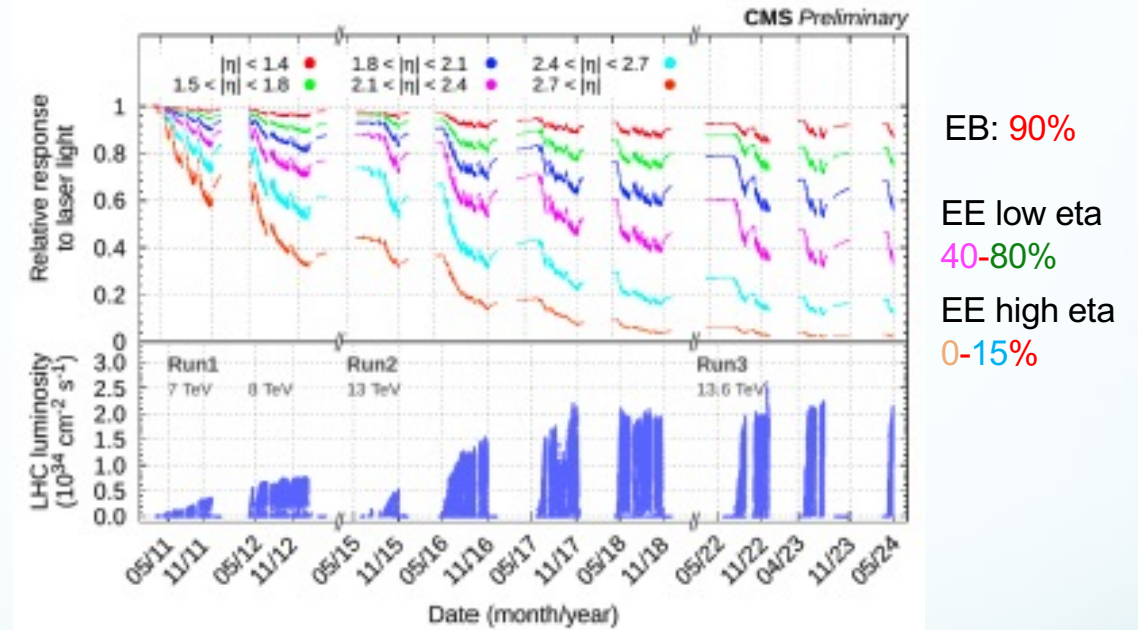 CMS Preliminary
|η| < 1.4
1.8 < |η| < 2.1
2.4 < |η| < 2.7
1.5 < |η| < 1.8
2.1 < |η| < 2.4
2.7 < |η|
Relative response
to laser light
1
0.8
0.6
0.4
0.2
0
EB: 90%
EE low eta
40-80%
EE high eta
0-15%
Run1
Run2
Run3
7 TeV
8 TeV
13 TeV
13.6 TeV
LHC luminosity
(10³⁴ cm⁻² s⁻¹)
3.0
2.5
2.0
1.5
1.0
0.5
0.0
05/11
11/11
05/12
11/12
05/15
11/15
05/16
11/16
05/17
11/17
05/18
11/18
05/22
11/22
04/23
11/23
05/24
Date (month/year)